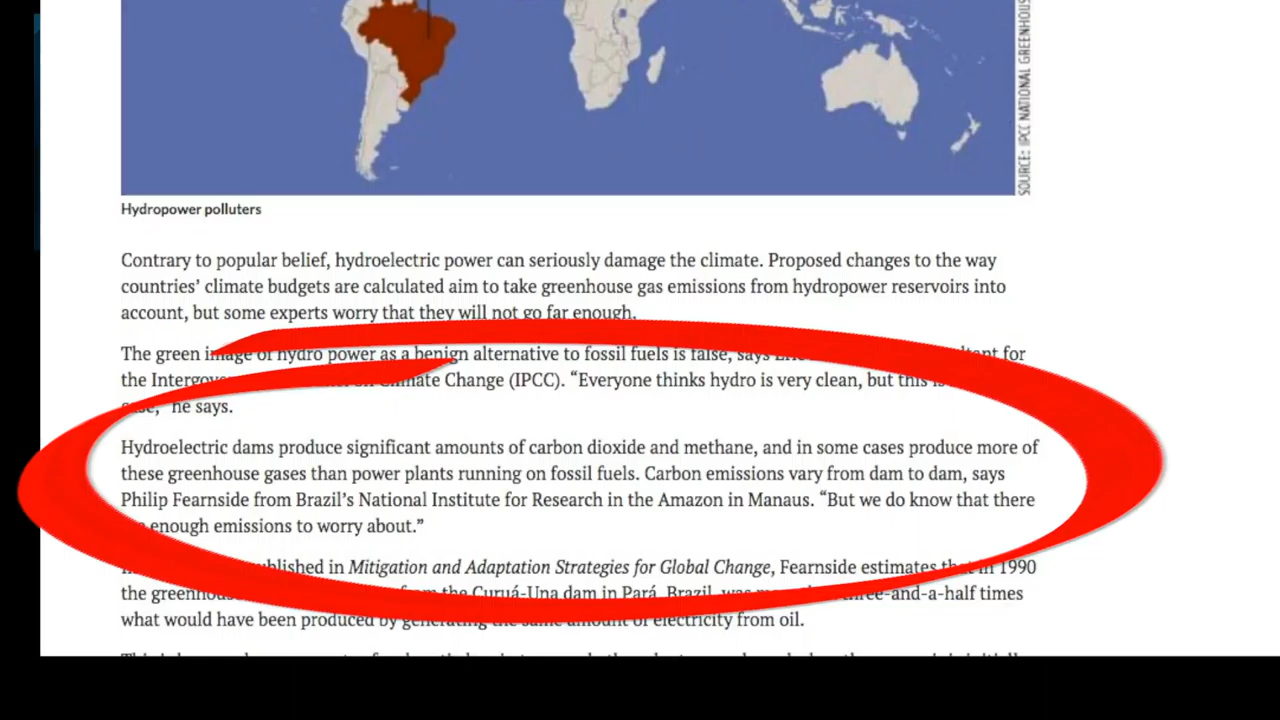 SOURCE: IPCC NATIONAL GREENHOUS
Hydropower polluters
Contrary to popular belief, hydroelectric power can seriously damage the climate. Proposed changes to the way
countries’ climate budgets are calculated aim to take greenhouse gas emissions from hydropower reservoirs into
account, but some experts worry that they will not go far enough.
The green image of hydro power as a benign alternative to fossil fuels is false, says for
the Climate Change (IPCC). “Everyone thinks hydro is very clean, but this is
case,” he says.
Hydroelectric dams produce significant amounts of carbon dioxide and methane, and in some cases produce more of
these greenhouse gases than power plants running on fossil fuels. Carbon emissions vary from dam to dam, says
Philip Fearnside from Brazil’s National Institute for Research in the Amazon in Manaus. “But we do know that there
enough emissions to worry about.”
in Mitigation and Adaptation Strategies for Global Change, Fearnside estimates that in 1990
the from the Curuá-Una dam in Pará, Brazil, was three-and-a-half times
what would have been produced by generating the same amount of electricity from oil.